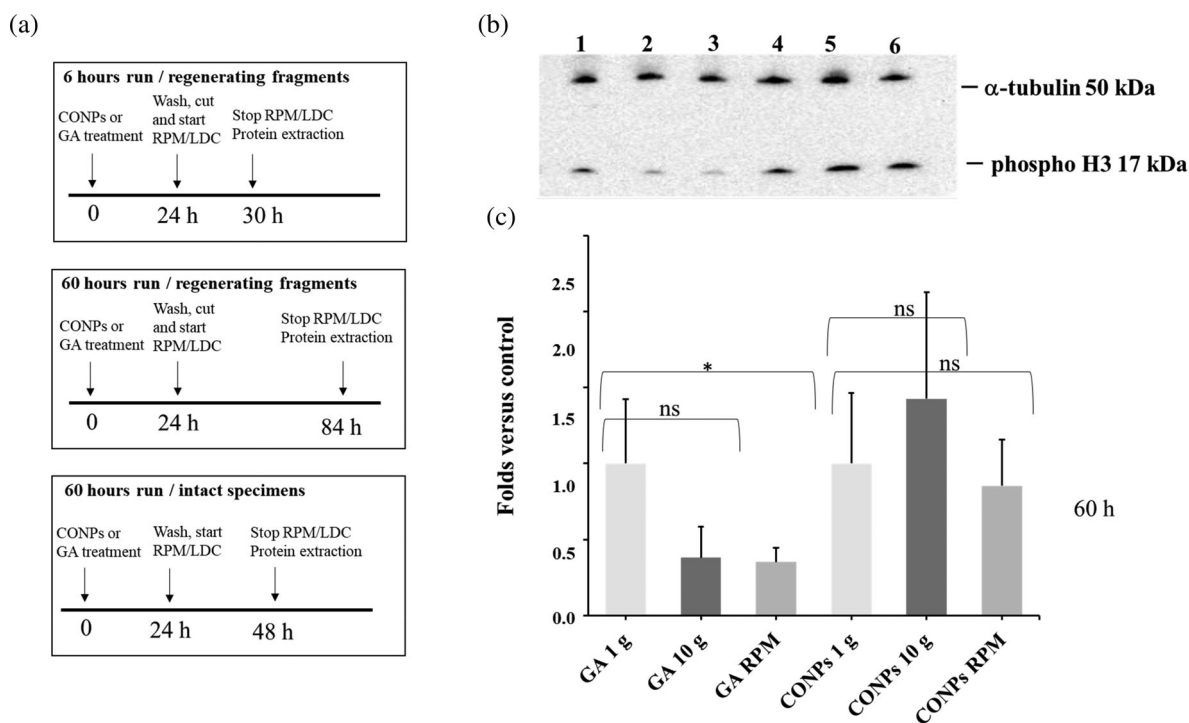 (a)
6 hours run / regenerating fragments
CONPs or
GA treatment
Wash, cut
and start
RPM/LDC
Stop RPM/LDC
Protein extraction
0
24 h
30 h
60 hours run / regenerating fragments
CONPs or
GA treatment
Wash, cut
and start
RPM/LDC
Stop RPM/LDC
Protein extraction
0
24 h
84 h
60 hours run / intact specimens
CONPs or
GA treatment
Wash, start
RPM/LDC
Stop RPM/LDC
Protein extraction
0
24 h
48 h
(b)
1 2 3 4 5 6
α-tubulin 50 kDa
phospho H3 17 kDa
(c)
Folds versus control
2.5
2.0
1.5
1.0
0.5
0.0
ns
*
ns
ns
60 h
GA 1 g
GA 10 g
GA RPM
CONPs 1 g
CONPs 10 g
CONPs RPM